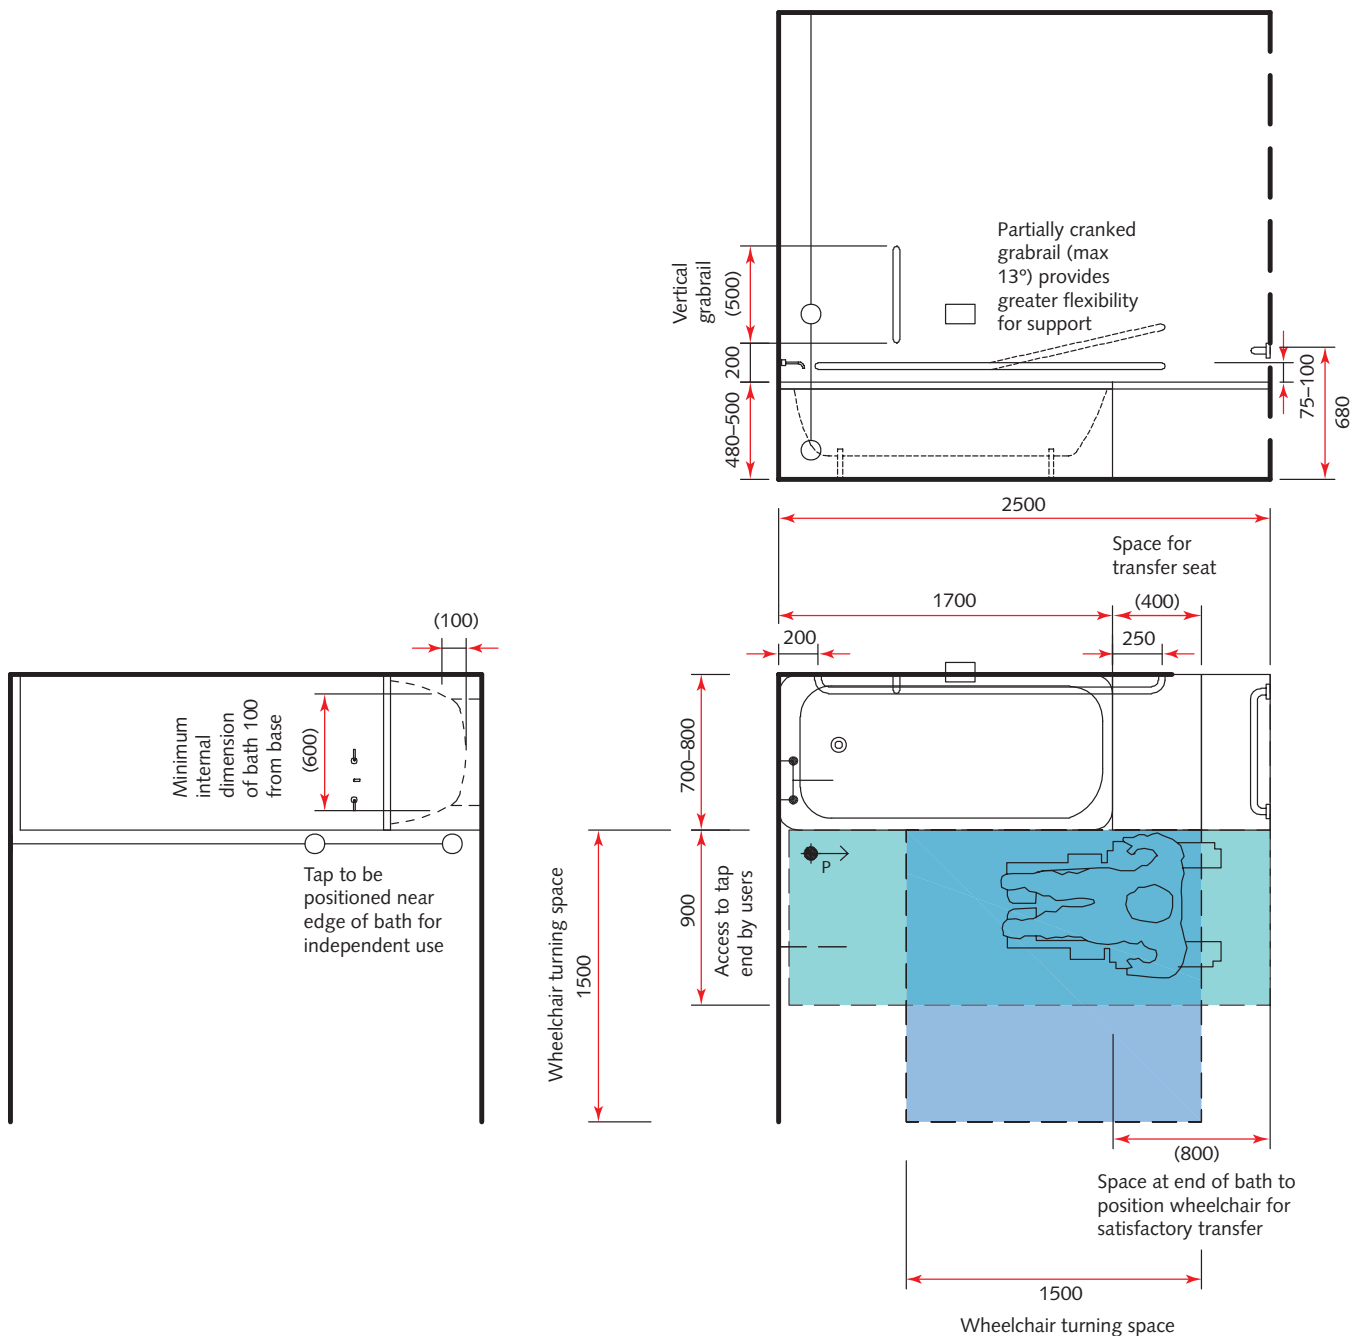 Partially cranked
grabrail (max
13º) provides
greater flexibility
for support
Vertical
grabrail
(500)
200
480–500
75–100
680
2500
Space for
transfer seat
1700
(400)
200
250
(100)
Minimum
internal
dimension
of bath 100
from base
(600)
Tap to be
positioned near
edge of bath for
independent use
Wheelchair turning space
1500
700–800
900
Access to tap
end by users
P
(800)
Space at end of bath to
position wheelchair for
satisfactory transfer
1500
Wheelchair turning space